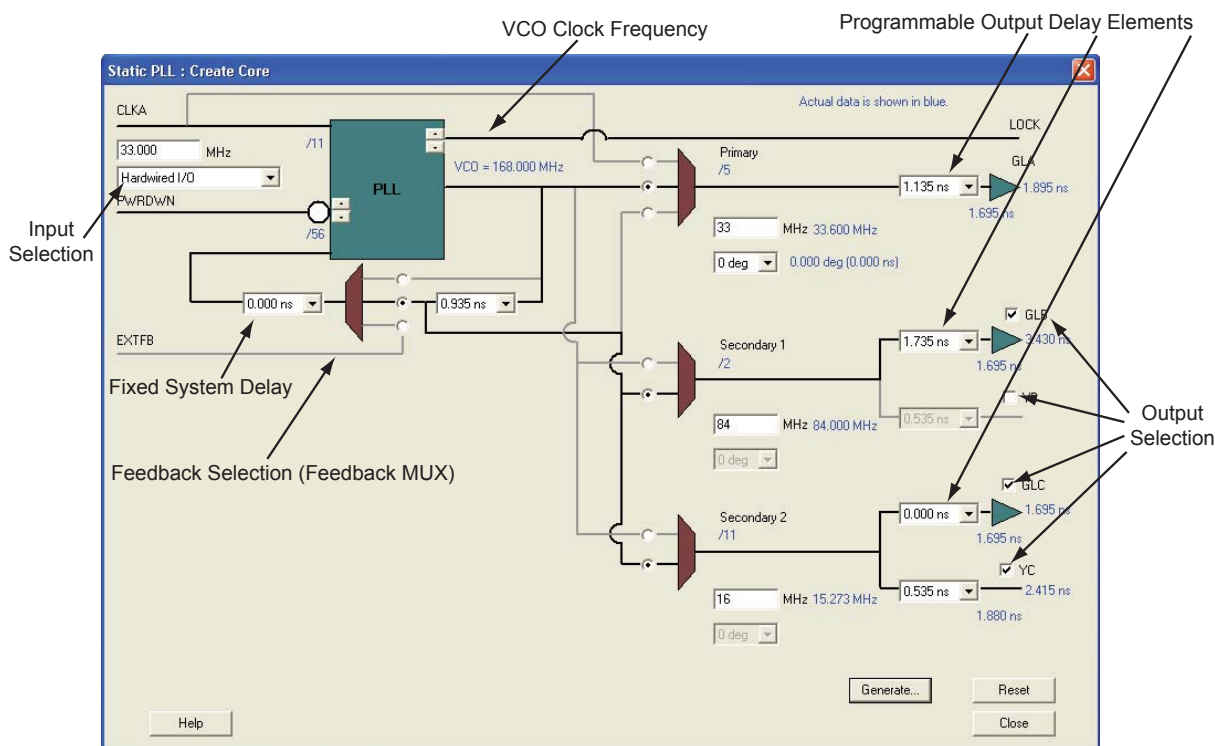 VCO Clock Frequency
Programmable Output Delay Elements
Static PLL : Create Core
Actual data is shown in blue.
CLKA
33.000 MHz
Hardwired I/O
PWRDWN
/11
PLL
/56
VCO = 168.000 MHz
LOCK
Primary
/5
GLA
1.135 ns
1.895 ns
1.695 ns
33 MHz 33.600 MHz
0 deg 0.000 deg (0.000 ns)
Input
Selection
0.000 ns
0.935 ns
EXTFB
Fixed System Delay
Feedback Selection (Feedback MUX)
Secondary 1
/2
GLB
1.735 ns
3.430 ns
1.695 ns
YB
0.535 ns
84 MHz 84.000 MHz
0 deg
Output
Selection
Secondary 2
/11
GLC
0.000 ns
1.695 ns
1.695 ns
YC
0.535 ns
2.415 ns
1.880 ns
16 MHz 15.273 MHz
0 deg
Generate...
Reset
Help
Close